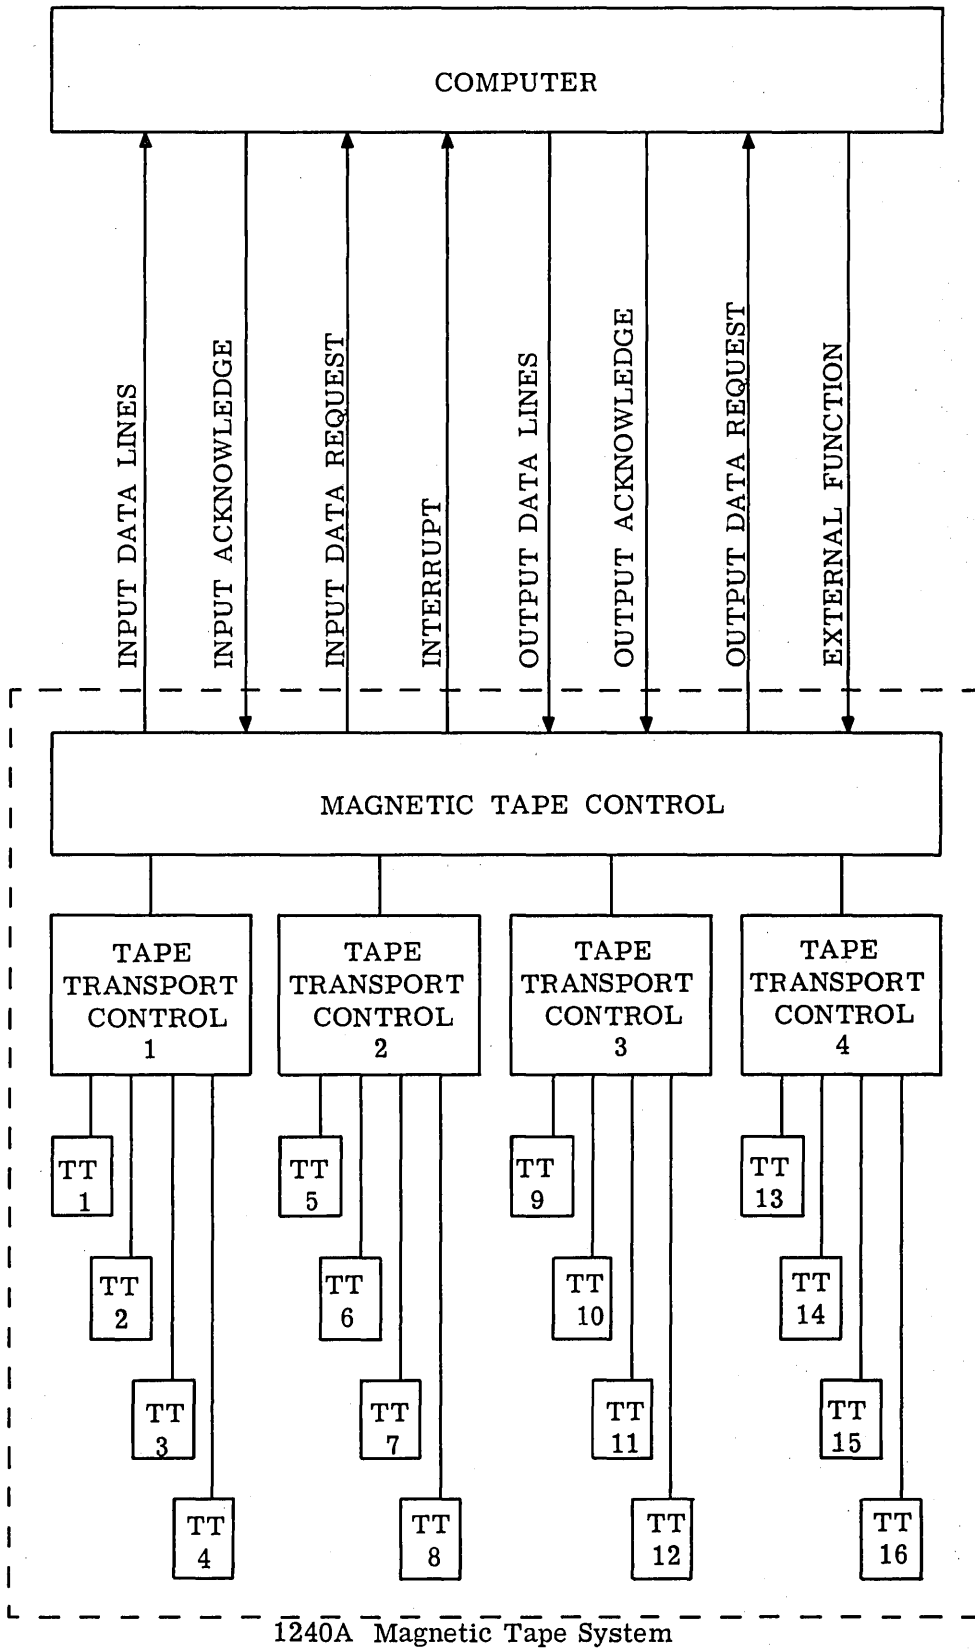 COMPUTER
INPUT DATA LINES
INPUT ACKNOWLEDGE
INPUT DATA REQUEST
INTERRUPT
OUTPUT DATA LINES
OUTPUT ACKNOWLEDGE
OUTPUT DATA REQUEST
EXTERNAL FUNCTION
MAGNETIC TAPE CONTROL
TAPE
TRANSPORT
CONTROL
1
TAPE
TRANSPORT
CONTROL
2
TAPE
TRANSPORT
CONTROL
3
TAPE
TRANSPORT
CONTROL
4
TT
1
TT
5
TT
9
TT
13
TT
2
TT
6
TT
10
TT
14
TT
3
TT
7
TT
11
TT
15
TT
4
TT
8
TT
12
TT
16
1240A Magnetic Tape System